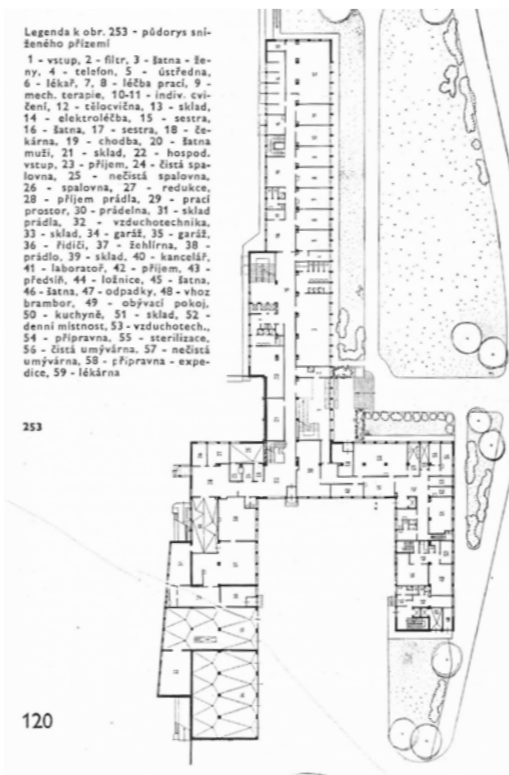 Legenda k obr. 253 - půdorys sní-
ženého přízemí
1 - vstup, 2 - filtr, 3 - šatna - že-
ny, 4 - telefon, 5 - ústředna,
6 - lékař, 7, 8 - léčba prací, 9 -
mech. terapie, 10-11 - indiv. cvi-
čení, 12 - tělocvična, 13 - sklad,
14 - elektroléčba, 15 - sestra,
16 - šatna, 17 - sestra, 18 - če-
kárna, 19 - chodba, 20 - šatna
muži, 21 - sklad, 22 - hospod.
vstup, 23 - příjem, 24 - čistá spa-
lovna, 25 - nečistá spalovna,
26 - spalovna, 27 - redukce,
28 - příjem prádla, 29 - prací
prostor, 30 - prádelna, 31 - sklad
prádla, 32 - vzduchotechnika,
33 - sklad, 34 - garáž, 35 - garáž,
36 - řidiči, 37 - žehlírna, 38 -
prádlo, 39 - sklad, 40 - kancelář,
41 - laboratoř, 42 - příjem, 43 -
předsíň, 44 - ložnice, 45 - šatna,
46 - šatna, 47 - odpadky, 48 - vhoz
brambor, 49 - obývací pokoj,
50 - kuchyně, 51 - sklad, 52 -
denní místnost, 53 - vzduchotech.,
54 - přípravna, 55 - sterilizace,
56 - čistá umývárna, 57 - nečistá
umývárna, 58 - přípravna - expe-
dice, 59 - lékárna
253
120